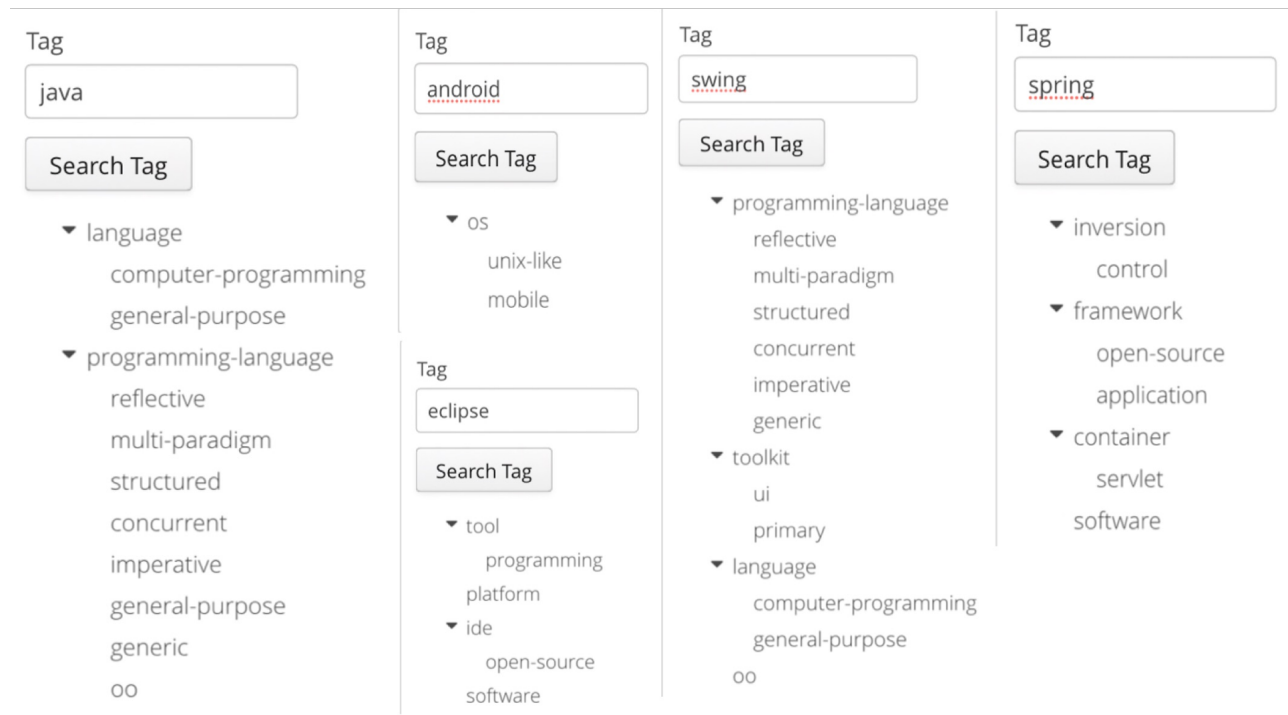 Tag
java
Search Tag
language
computer-programming
general-purpose
programming-language
reflective
multi-paradigm
structured
concurrent
imperative
general-purpose
generic
oo
Tag
android
Search Tag
os
unix-like
mobile
Tag
eclipse
Search Tag
tool
programming
platform
ide
open-source
software
Tag
swing
Search Tag
programming-language
reflective
multi-paradigm
structured
concurrent
imperative
generic
toolkit
ui
primary
language
computer-programming
general-purpose
oo
Tag
spring
Search Tag
inversion
control
framework
open-source
application
container
servlet
software